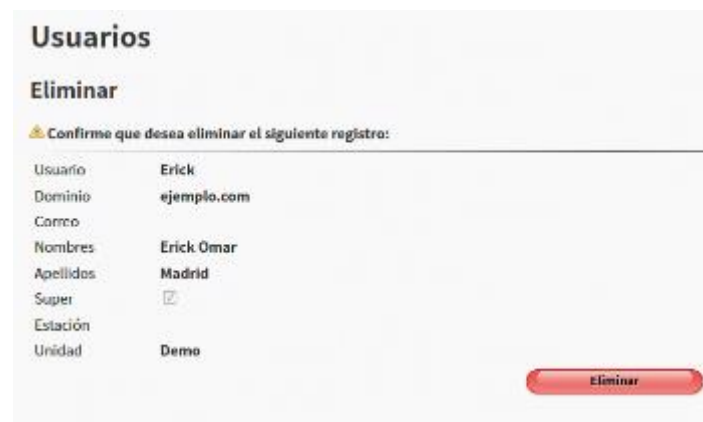 Usuarios
Eliminar
Confirme que desea eliminar el siguiente registro:
Usuario Erick
Dominio ejemplo.com
Correo
Nombres Erick Omar
Apellidos Madrid
Super
Estación
Unidad Demo
Eliminar